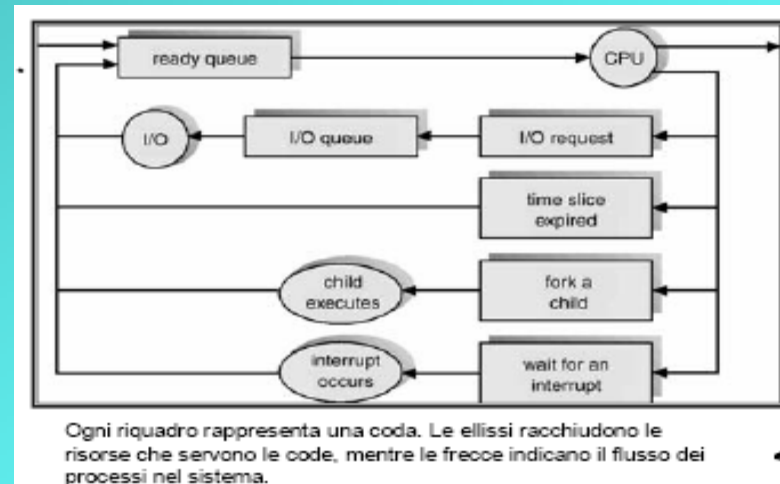 ready queue
CPU
I/O
I/O queue
I/O request
time slice
expired
child
executes
fork a
child
interrupt
occurs
wait for an
interrupt
Ogni riquadro rappresenta una coda. Le ellissi racchiudono le
risorse che servono le code, mentre le frecce indicano il flusso dei
processi nel sistema.